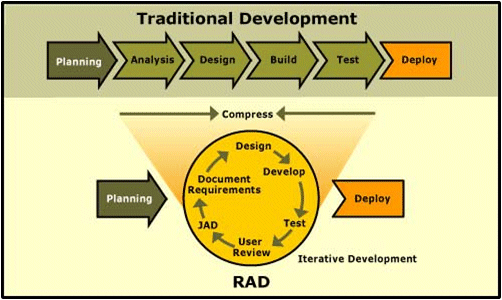 Traditional Development
Planning
Analysis
Design
Build
Test
Deploy
Compress
Design
Develop
Test
User
Review
JAD
Document
Requirements
Planning
Deploy
Iterative Development
RAD